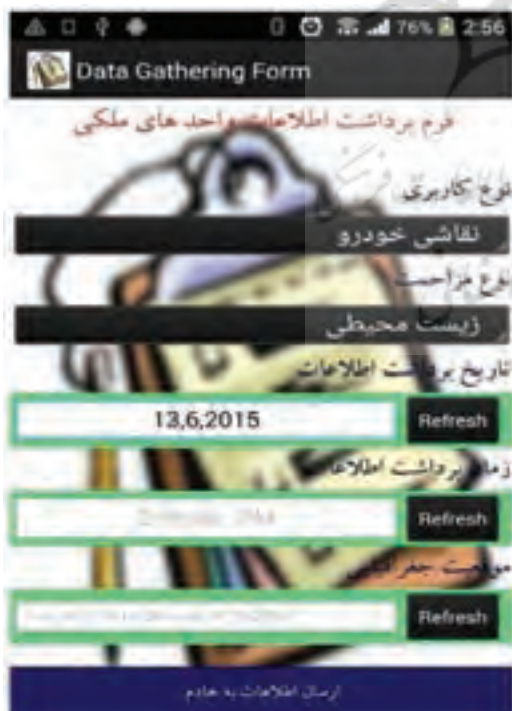 76% 2:56
Data Gathering Form
فرم برداشت اطلاعات واحد های ملکی
نوع کاربری
نقاشی خودرو
نوع مزاحمت
زیست محیطی
تاریخ برداشت اطلاعات
13,6,2015 Refresh
زمان برداشت اطلاعات
Refresh
موقعیت جغرافیایی
Refresh
ارسال اطلاعات به خادم